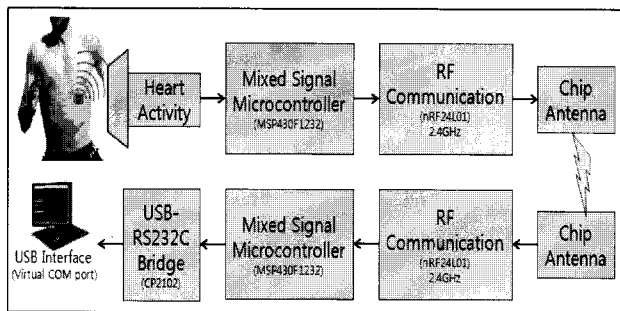 Heart
Activity
Mixed Signal
Microcontroller
(MSP430F1232)
RF
Communication
(nRF24L01)
2.4GHz
Chip
Antenna
USB Interface
(Virtual COM port)
USB-
RS232C
Bridge
(CP2102)
Mixed Signal
Microcontroller
(MSP430F1232)
RF
Communication
(nRF24L01)
2.4GHz
Chip
Antenna